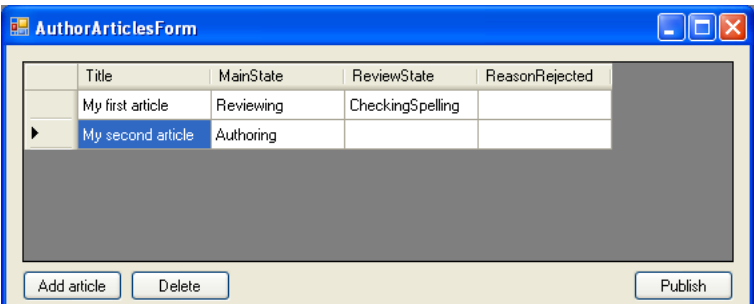 AuthorArticlesForm
Title MainState ReviewState ReasonRejected
My first article Reviewing CheckingSpelling
My second article Authoring
Add article Delete Publish